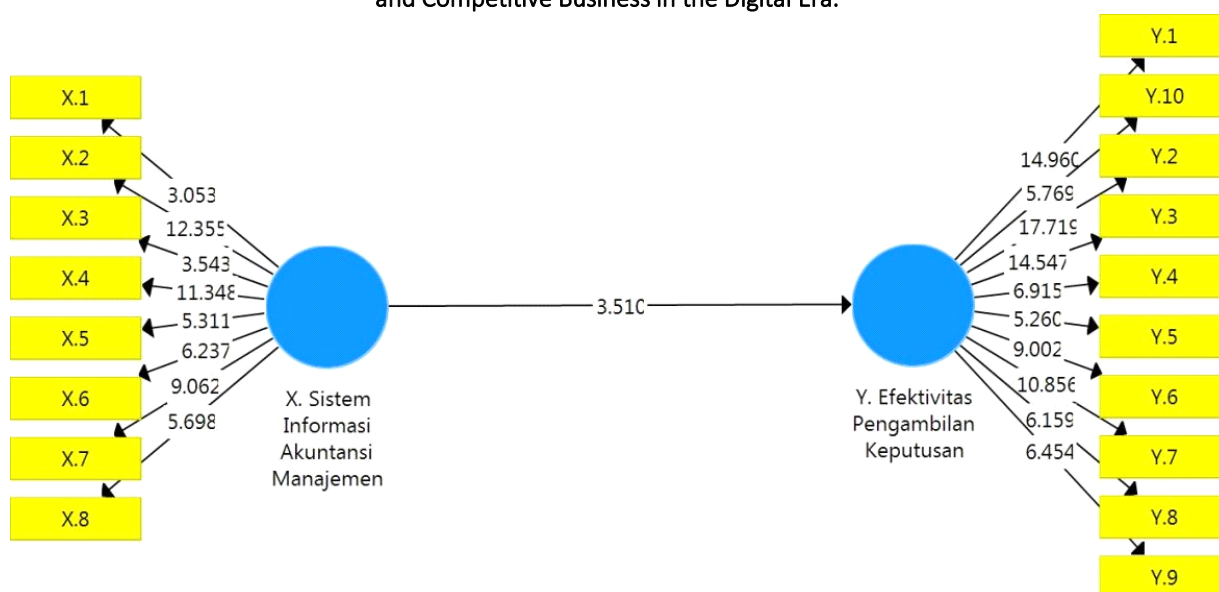 and Competitive Business in the Digital Era.
X.1
X.2
X.3
X.4
X.5
X.6
X.7
X.8
3.053
12.355
3.543
11.348
5.311
6.237
9.062
5.698
X. Sistem
Informasi
Akuntansi
Manajemen
3.510
Y. Efektivitas
Pengambilan
Keputusan
14.960
5.769
17.719
14.547
6.915
5.260
9.002
10.856
6.159
6.454
Y.1
Y.10
Y.2
Y.3
Y.4
Y.5
Y.6
Y.7
Y.8
Y.9